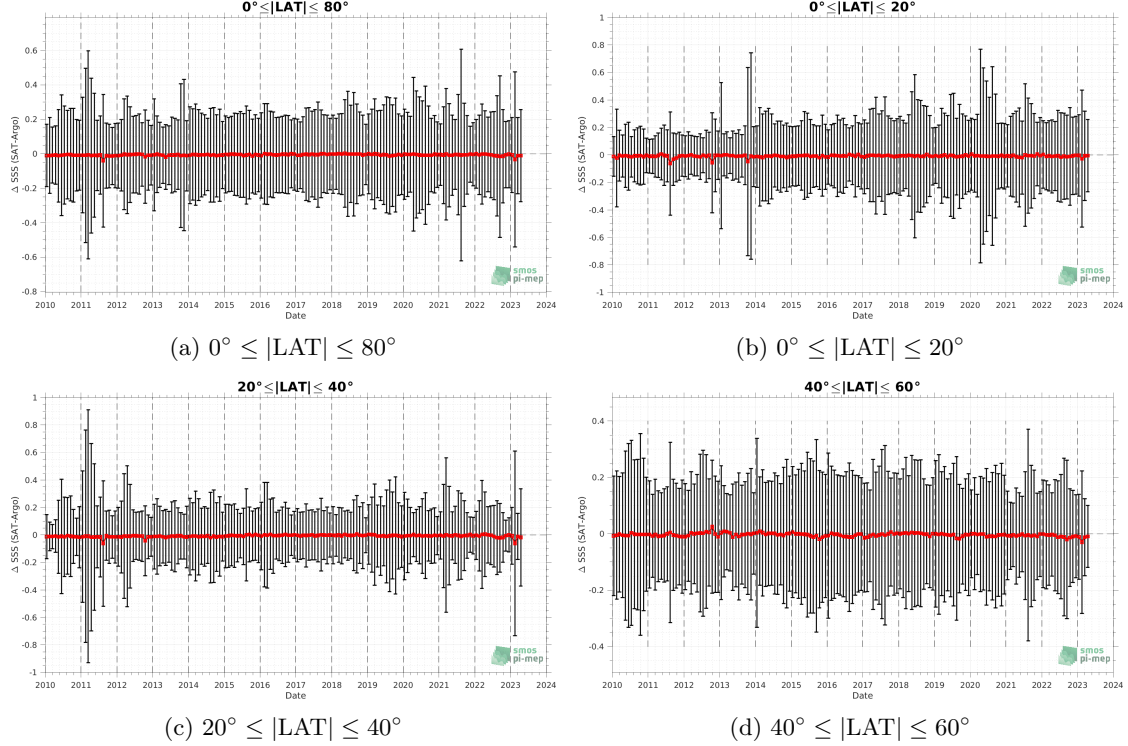 0°≤|LAT|≤ 80°
Δ SSS (SAT-Argo)
0.6
0.4
0.2
0
-0.2
-0.4
-0.6
-0.8
2010 2011 2012 2013 2014 2015 2016 2017 2018 2019 2020 2021 2022 2023 2024
Date
smos
pi-mep
(a) 0° ≤ |LAT| ≤ 80°
0°≤|LAT|≤ 20°
Δ SSS (SAT-Argo)
1
0.8
0.6
0.4
0.2
0
-0.2
-0.4
-0.6
-0.8
-1
2010 2011 2012 2013 2014 2015 2016 2017 2018 2019 2020 2021 2022 2023 2024
Date
smos
pi-mep
(b) 0° ≤ |LAT| ≤ 20°
20°≤|LAT|≤ 40°
Δ SSS (SAT-Argo)
1
0.8
0.6
0.4
0.2
0
-0.2
-0.4
-0.6
-0.8
-1
2010 2011 2012 2013 2014 2015 2016 2017 2018 2019 2020 2021 2022 2023 2024
Date
smos
pi-mep
(c) 20° ≤ |LAT| ≤ 40°
40°≤|LAT|≤ 60°
Δ SSS (SAT-Argo)
0.4
0.2
0
-0.2
-0.4
2010 2011 2012 2013 2014 2015 2016 2017 2018 2019 2020 2021 2022 2023 2024
Date
smos
pi-mep
(d) 40° ≤ |LAT| ≤ 60°